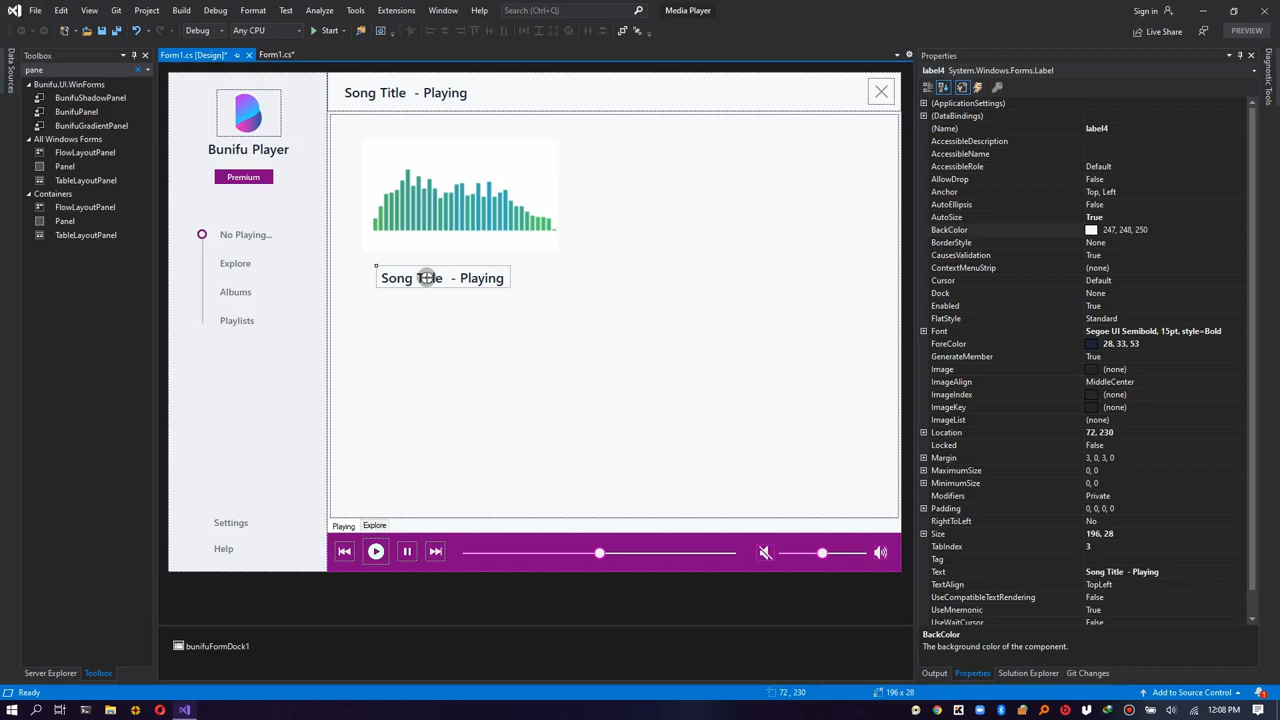 File Edit View Git Project Build Debug Format Test Analyze Tools Extensions Window Help Search (Ctrl+Q) Media Player Sign in PREVIEW
Debug Any CPU Start Live Share
Data Sources
Toolbox
pane
Bunifu.UI.WinForms
BunifuShadowPanel
BunifuPanel
BunifuGradientPanel
All Windows Forms
FlowLayoutPanel
Panel
TableLayoutPanel
Containers
FlowLayoutPanel
Panel
TableLayoutPanel
Server Explorer Toolbox
Form1.cs [Design]* Form1.cs*
Bunifu Player
Premium
No Playing...
Explore
Albums
Playlists
Settings
Help
Song Title - Playing
Song Title - Playing
Playing Explore
bunifuFormDock1
Properties
label4 System.Windows.Forms.Label
(ApplicationSettings)
(DataBindings)
(Name) label4
AccessibleDescription
AccessibleName
AccessibleRole Default
AllowDrop False
Anchor Top, Left
AutoEllipsis False
AutoSize True
BackColor 247, 248, 250
BorderStyle None
CausesValidation True
ContextMenuStrip (none)
Cursor Default
Dock None
Enabled True
FlatStyle Standard
Font Segoe UI Semibold, 15pt, style=Bold
ForeColor 28, 33, 53
GenerateMember True
Image (none)
ImageAlign MiddleCenter
ImageIndex (none)
ImageKey (none)
ImageList (none)
Location 72, 230
Locked False
Margin 3, 0, 3, 0
MaximumSize 0, 0
MinimumSize 0, 0
Modifiers Private
Padding 0, 0, 0, 0
RightToLeft No
Size 196, 28
TabIndex 3
Tag
Text Song Title - Playing
TextAlign TopLeft
UseCompatibleTextRendering False
UseMnemonic True
UseWaitCursor False
BackColor
The background color of the component.
Output Properties Solution Explorer Git Changes
Diagnostic Tools
Ready 72 , 230 196 x 28 Add to Source Control 1
12:08 PM